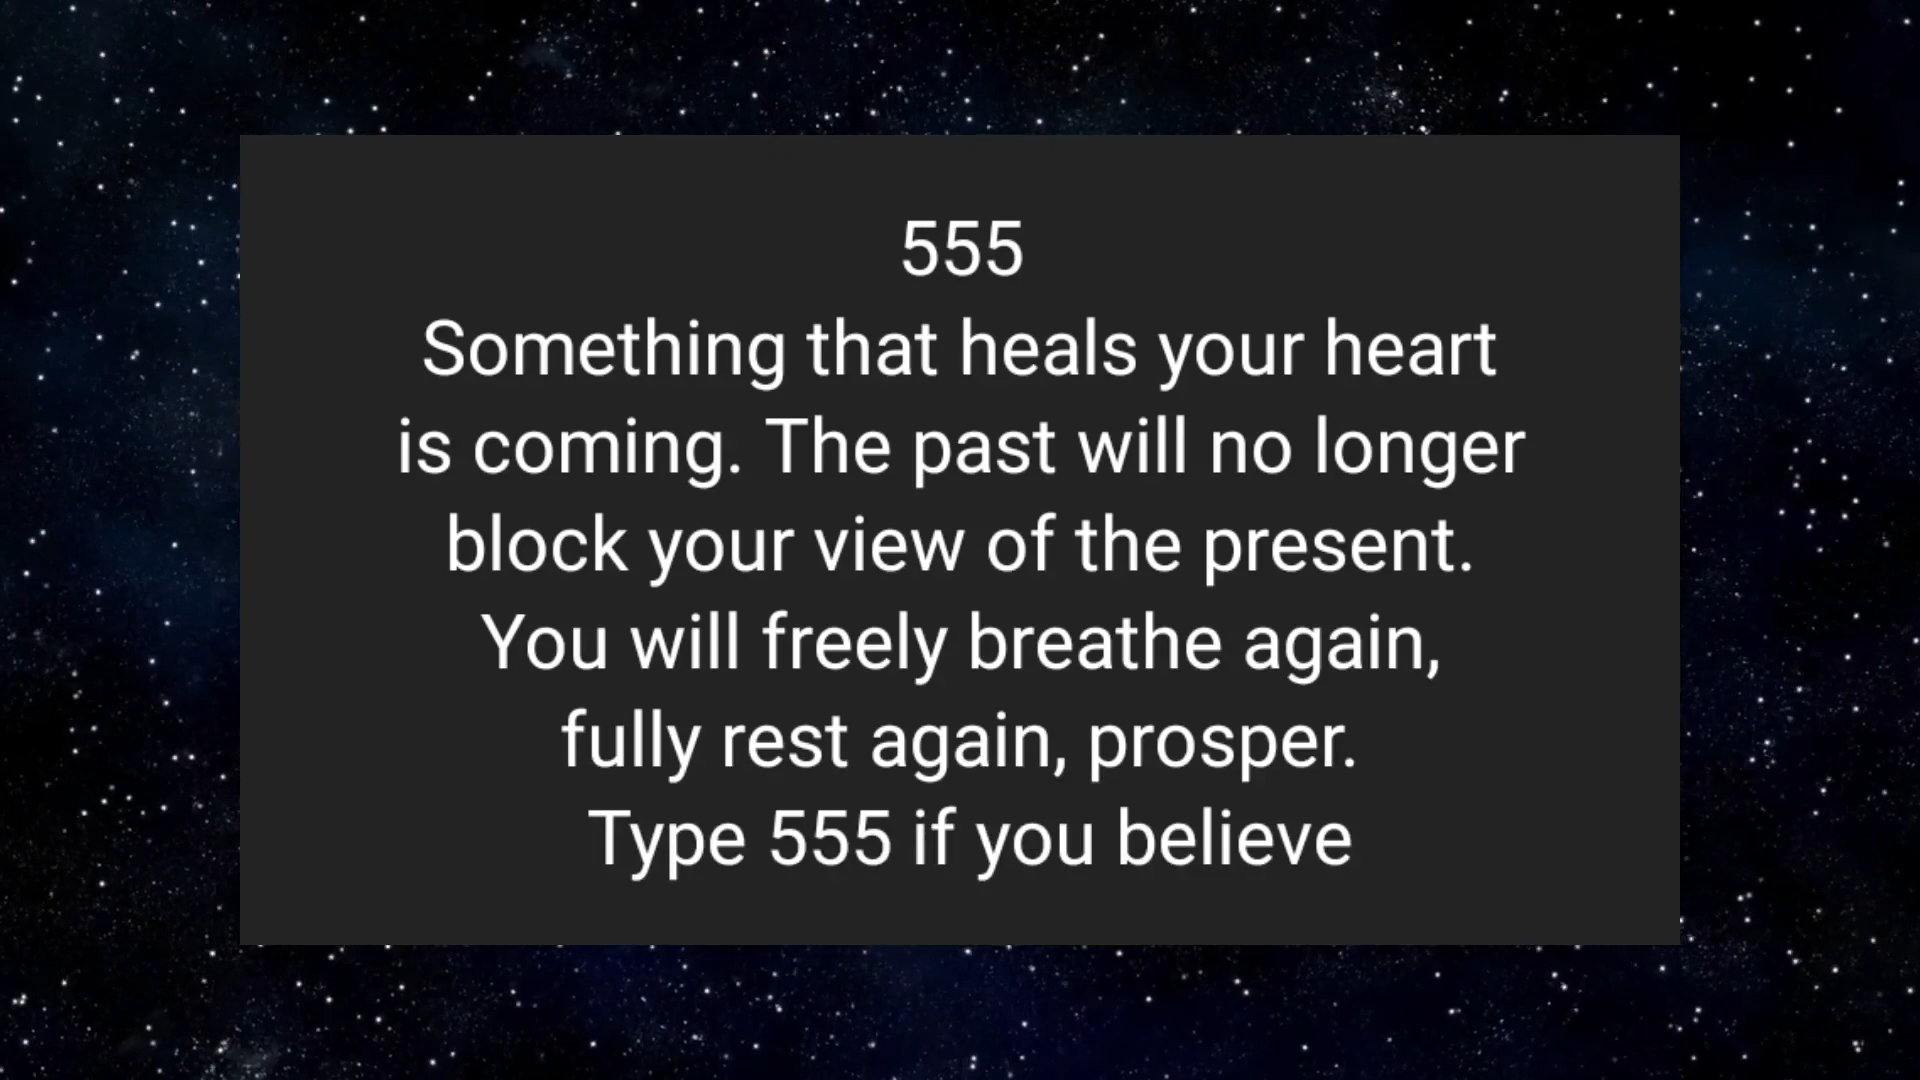 555
Something that heals your heart
is coming. The past will no longer
block your view of the present.
You will freely breathe again,
fully rest again, prosper.
Type 555 if you believe